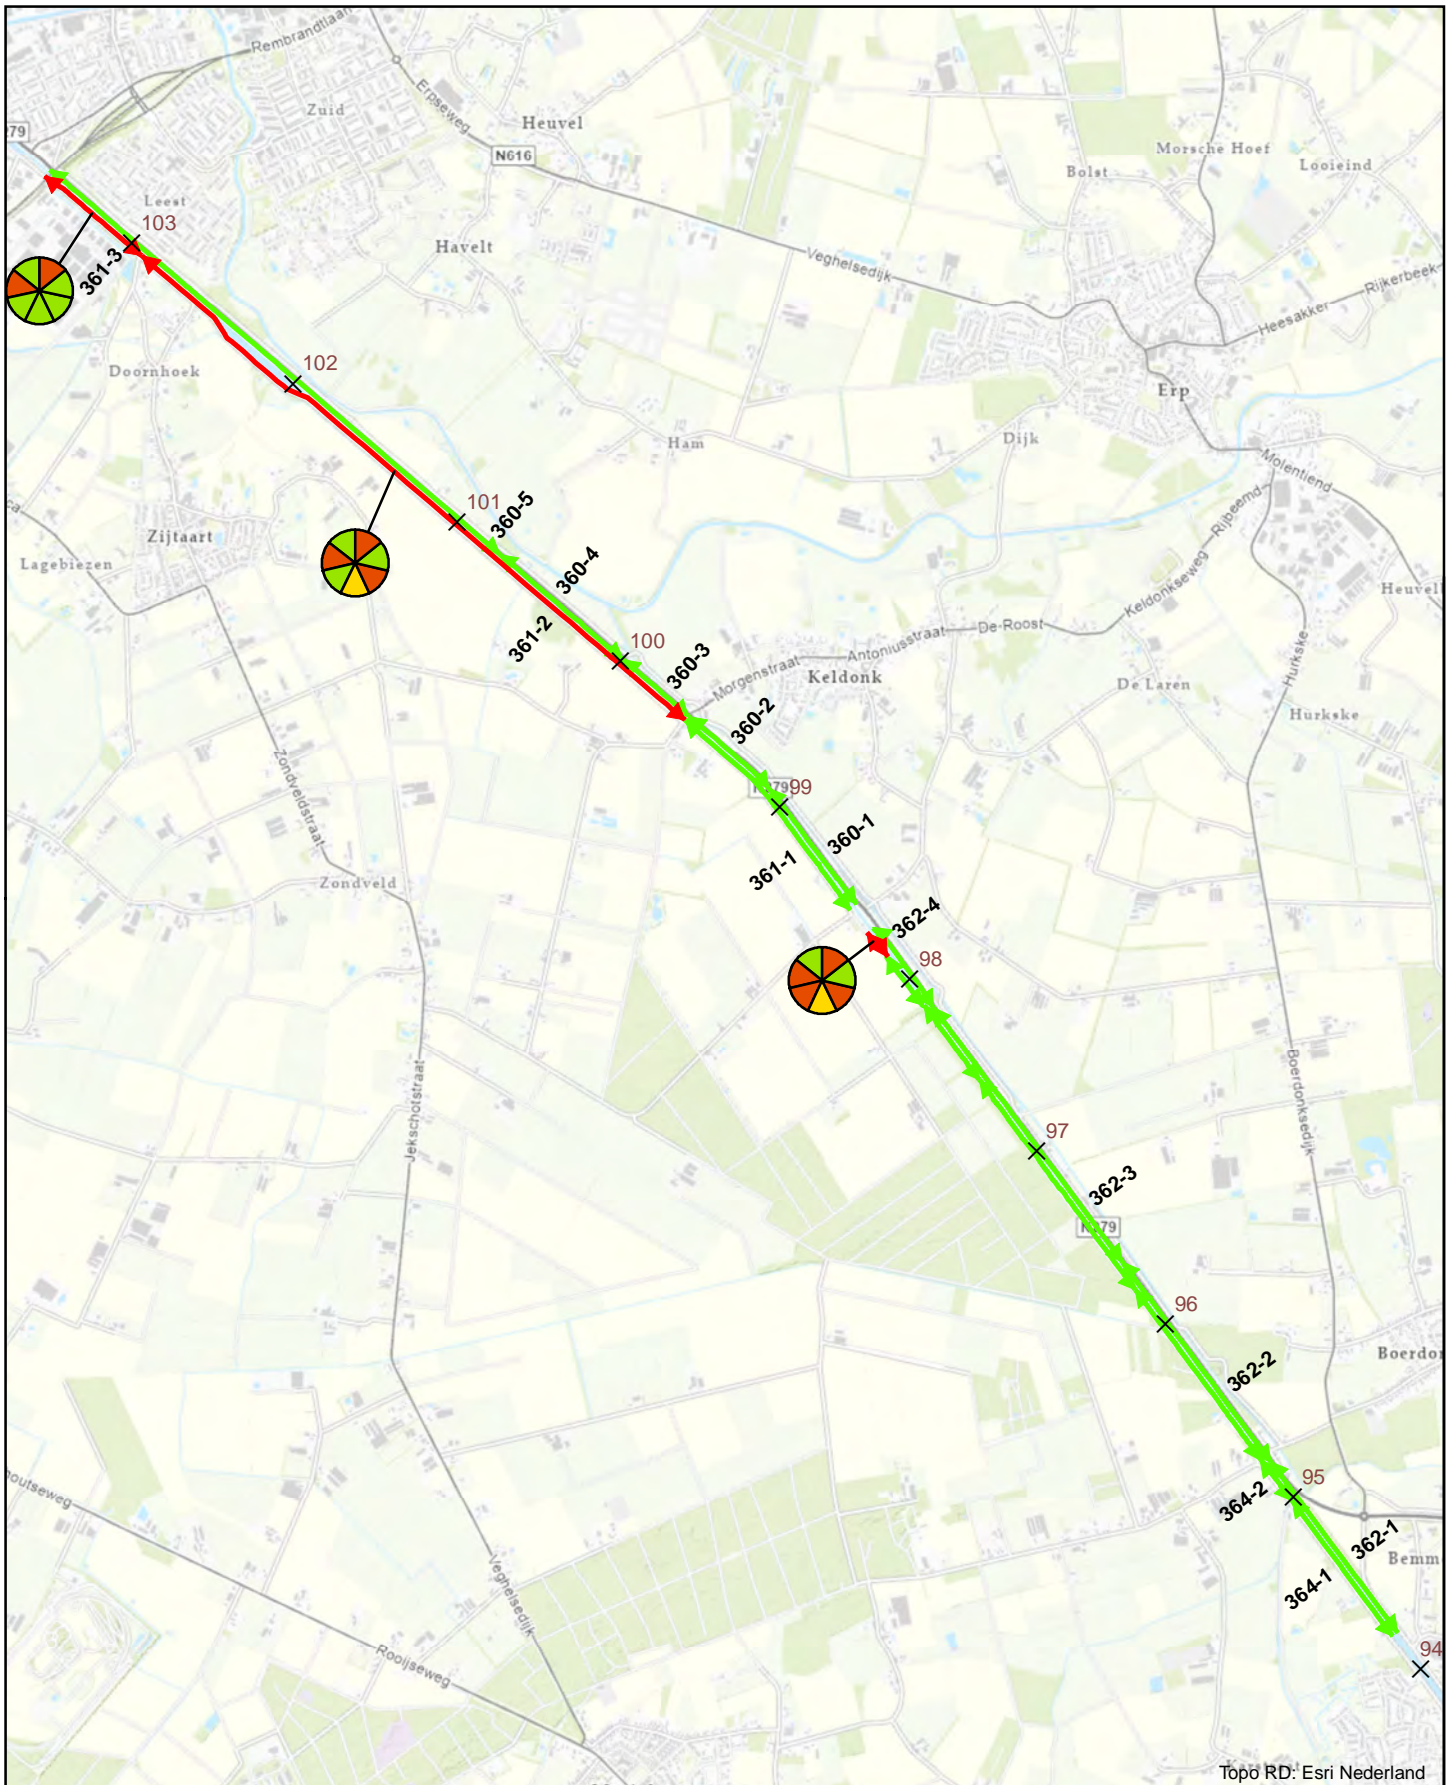 Rembrandtlaan
Zuid
Erpseweg
Heuvel
279
N616
Morsche Hoef
Looieind
Bolst
Leest
103
361-3
Havelt
Veghelsedijk
Rijkerbeek
Heesakker
Doornhoek
102
Erp
Ham
Dijk
Molentiend
101
360-5
Zijtaart
Lagebiezen
360-4
Rijbeemd
Keldonkseweg
Heuvel
361-2
100
360-3
De Roost
Antoniusstraat
Morgenstraat
Keldonk
De Laren
Hurkske
Hurkske
360-2
Zondveldstraat
99
360-1
361-1
Zondveld
362-4
98
Jekschotstraat
Boerdonksedijk
97
362-3
N279
96
362-2
Boerdor
95
364-2
362-1
Bemm
364-1
Veghelsedijk
Rooijseweg
94
Topo RD: Esri Nederland